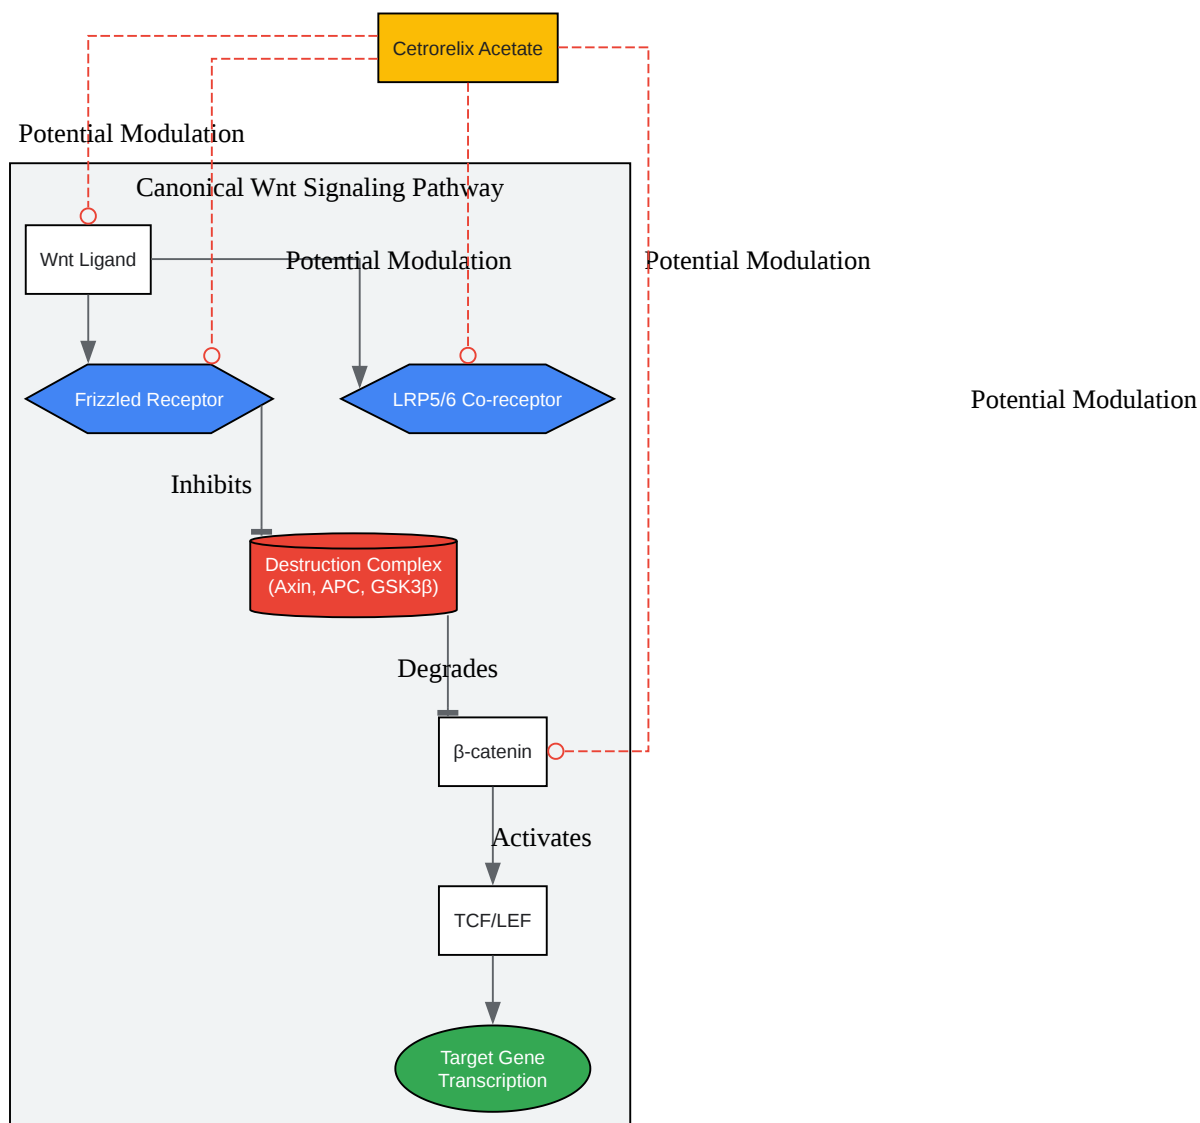 Cetrorelix Acetate
Potential Modulation
Canonical Wnt Signaling Pathway
Wnt Ligand
Potential Modulation
Potential Modulation
Frizzled Receptor
LRP5/6 Co-receptor
Potential Modulation
Inhibits
Destruction Complex
(Axin, APC, GSK3β)
Degrades
β-catenin
Activates
TCF/LEF
Target Gene
Transcription